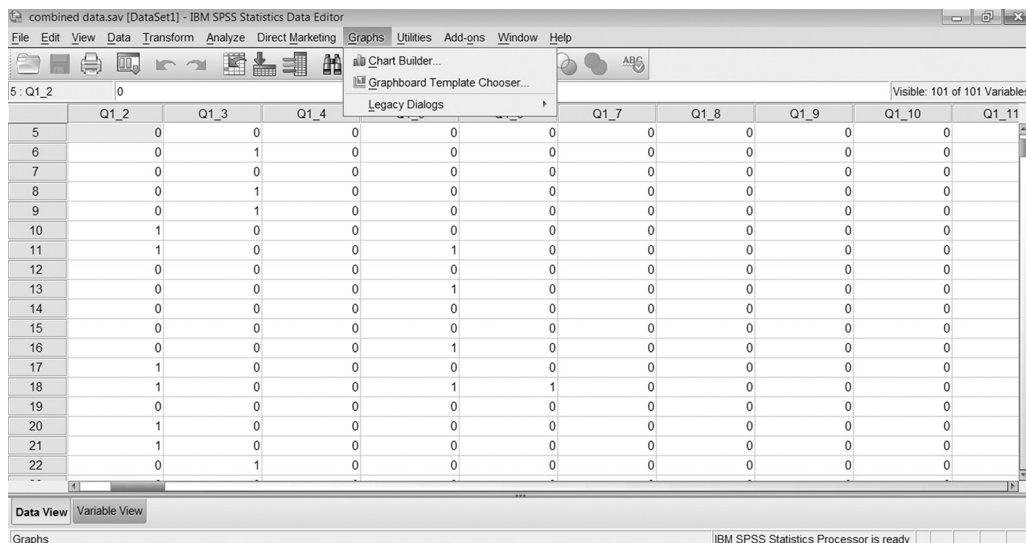 combined data.sav [DataSet1] - IBM SPSS Statistics Data Editor
File Edit View Data Transform Analyze Direct Marketing Graphs Utilities Add-ons Window Help
Chart Builder...
Graphboard Template Chooser...
Legacy Dialogs
5 : Q1_2 0 Visible: 101 of 101 Variables
Q1_2 Q1_3 Q1_4 Q1_7 Q1_8 Q1_9 Q1_10 Q1_11
5 0 0 0 0 0 0 0 0 0
6 0 1 0 0 0 0 0 0 0
7 0 0 0 0 0 0 0 0 0
8 0 1 0 0 0 0 0 0 0
9 0 1 0 0 0 0 0 0 0
10 1 0 0 0 0 0 0 0 0
11 1 0 0 1 0 0 0 0 0
12 0 0 0 0 0 0 0 0 0
13 0 0 0 1 0 0 0 0 0
14 0 0 0 0 0 0 0 0 0
15 0 0 0 0 0 0 0 0 0
16 0 0 0 1 0 0 0 0 0
17 1 0 0 0 0 0 0 0 0
18 1 0 0 1 1 0 0 0 0
19 0 0 0 0 0 0 0 0 0
20 1 0 0 0 0 0 0 0 0
21 1 0 0 0 0 0 0 0 0
22 0 1 0 0 0 0 0 0 0
Data View Variable View
Graphs IBM SPSS Statistics Processor is ready